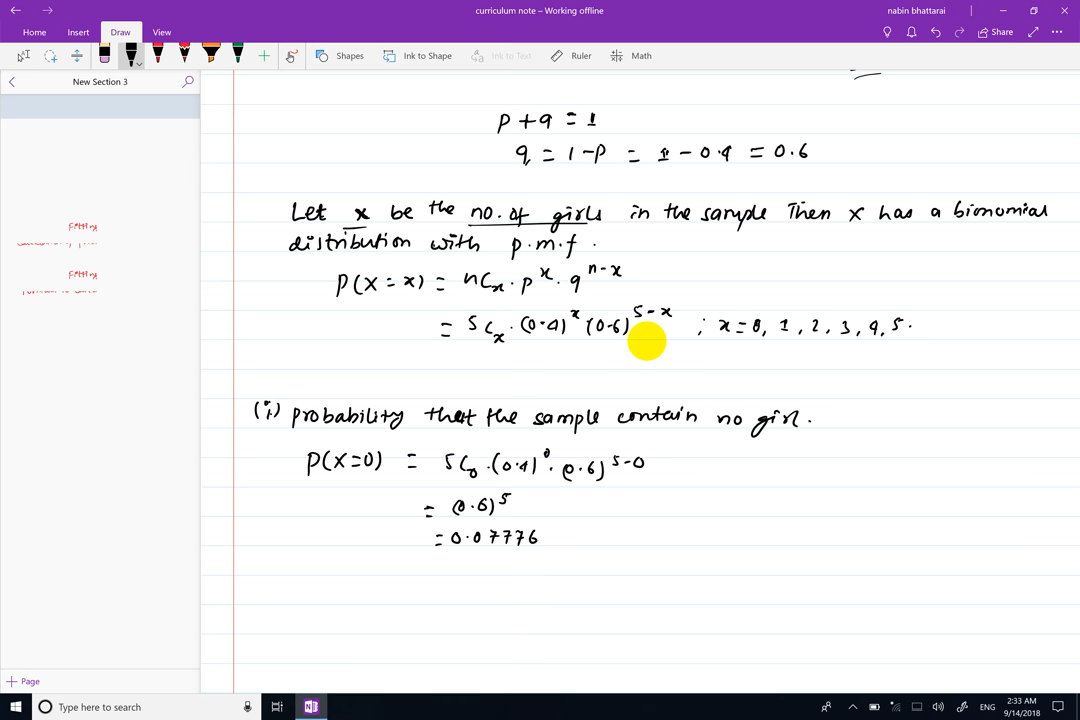 curriculum note – Working offline
nabin bhattarai
Home Insert Draw View
Share
Shapes Ink to Shape Ink to Text Ruler Math
New Section 3
p + q = 1
q = 1 - p = 1 - 0.4 = 0.6
Let x be the no. of girls in the sample Then x has a bionomial
distribution with p.m.f.
P(X = x) = nCx . p^x . q^(n-x)
= 5Cx . (0.4)^x (0.6)^(5-x) ; x = 0, 1, 2, 3, 4, 5.
(i) probability that the sample contain no girl.
P(X=0) = 5C0 . (0.4)^0 . (0.6)^(5-0)
= (0.6)^5
= 0.07776
Fitting
Fitting
+ Page
Type here to search
ENG
2:33 AM
9/14/2018